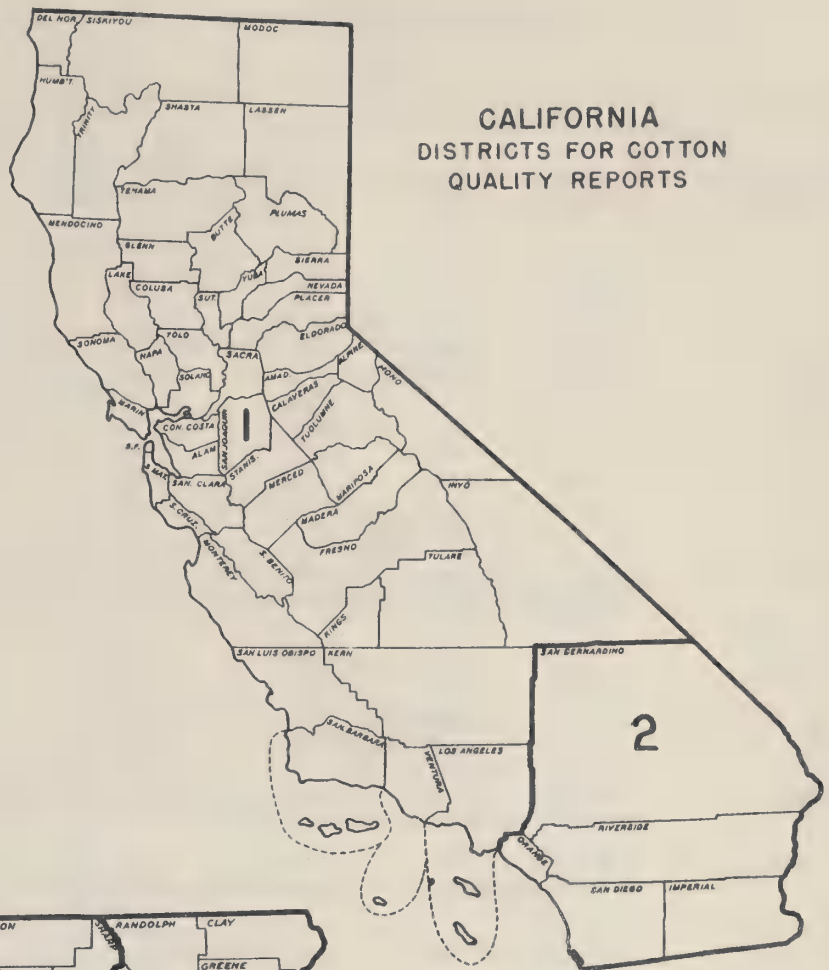 CALIFORNIA
DISTRICTS FOR COTTON
QUALITY REPORTS
DEL NOR.
SISKIYOU
MODOC
HUMB'T.
TRINITY
SHASTA
LASSEN
TEHAMA
PLUMAS
BUTTE
MENDOCINO
GLENN
SIERRA
LAKE
COLUSA
YUBA
NEVADA
SUT.
PLACER
ELDORADO
SONOMA
YOLO
NAPA
SACRA
ALPINE
MONO
SOLANO
AMAD.
CALAVERAS
MARIN
CON. COSTA
SAN JOAQUIN
1
TUOLUMNE
S.F.
ALAM
STANIS.
S. MAT.
SAN. CLARA
MERCED
MARIPOSA
INYO
S. CRUZ.
MADERA
MONTEREY
S. BENITO
FRESNO
TULARE
KINGS
SAN LUIS OBISPO
KERN
SAN BERNARDINO
2
SAN. BARBARA
VENTURA
LOS ANGELES
RIVERSIDE
ORANGE
SAN DIEGO
IMPERIAL
ON
SHARP
RANDOLPH
CLAY
GREENE